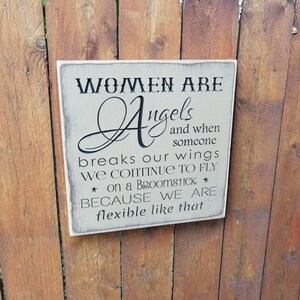 WOMEN ARE
Angels
and when
someone
breaks our wings
WE CONTINUE TO FLY
on a BROOMSTICK
BECAUSE WE ARE
flexible like that